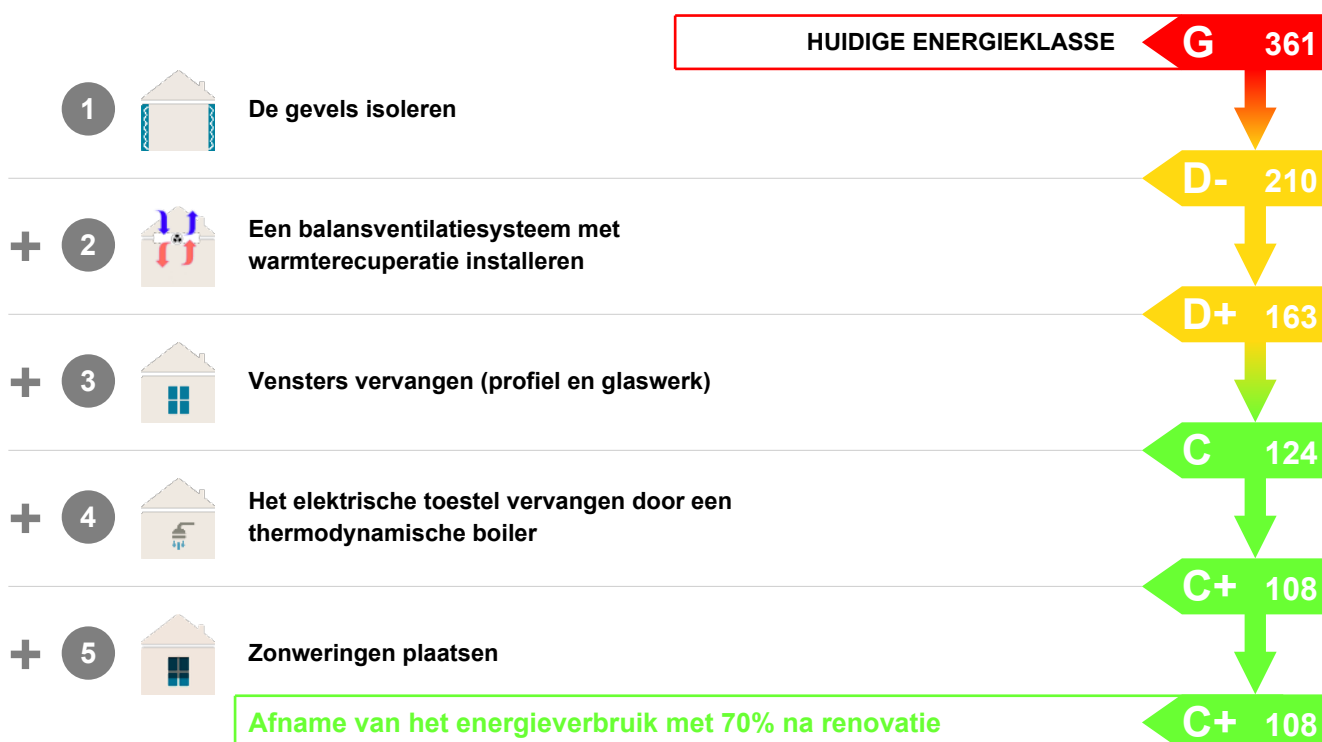 HUIDIGE ENERGIEKLASSE G 361
1 De gevels isoleren
D- 210
+ 2 Een balansventilatiesysteem met
warmterecuperatie installeren
D+ 163
+ 3 Vensters vervangen (profiel en glaswerk)
C 124
+ 4 Het elektrische toestel vervangen door een
thermodynamische boiler
C+ 108
+ 5 Zonweringen plaatsen
Afname van het energieverbruik met 70% na renovatie C+ 108